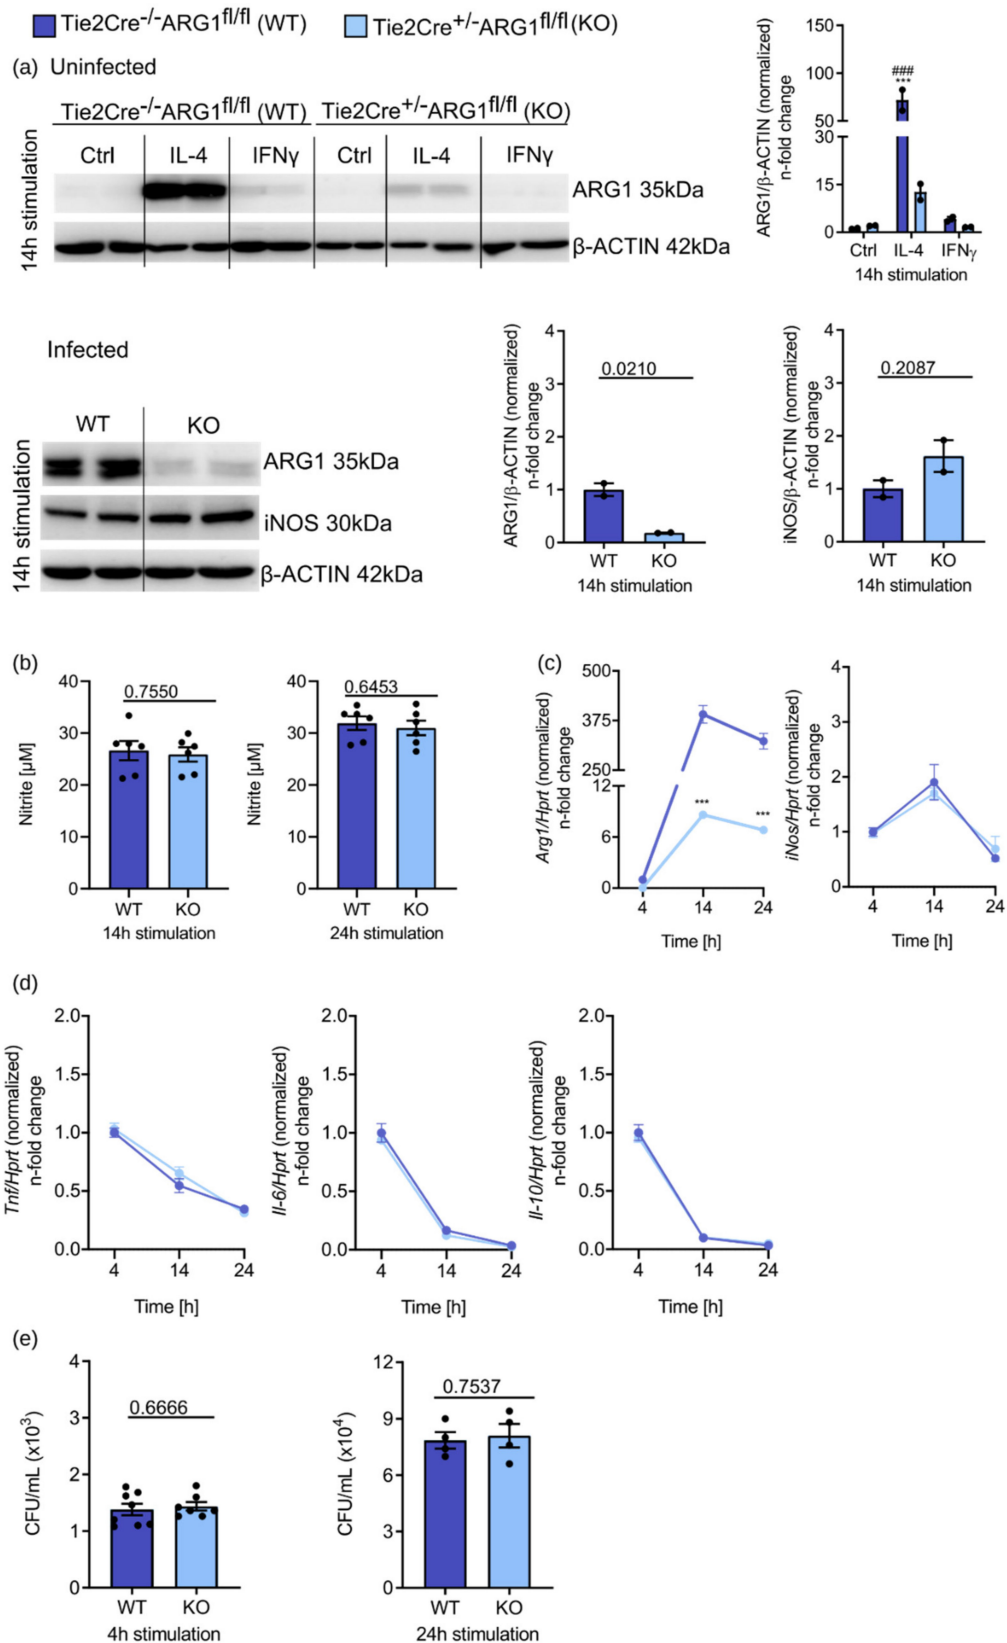 Tie2Cre-/-ARG1fl/fl (WT)
Tie2Cre+/-ARG1fl/fl(KO)
(a) Uninfected
Tie2Cre-/-ARG1fl/fl (WT)
Tie2Cre+/-ARG1fl/fl (KO)
Ctrl IL-4 IFNγ Ctrl IL-4 IFNγ
14h stimulation
ARG1 35kDa
β-ACTIN 42kDa
ARG1/β-ACTIN (normalized)
n-fold change
150
100
50
30
15
0
###
***
Ctrl IL-4 IFNγ
14h stimulation
Infected
WT KO
14h stimulation
ARG1 35kDa
iNOS 30kDa
β-ACTIN 42kDa
ARG1/β-ACTIN (normalized)
n-fold change
4
3
2
1
0
0.0210
WT KO
14h stimulation
iNOS/β-ACTIN (normalized)
n-fold change
4
3
2
1
0
0.2087
WT KO
14h stimulation
(b)
Nitrite [µM]
40
30
20
10
0
0.7550
WT KO
14h stimulation
Nitrite [µM]
40
30
20
10
0
0.6453
WT KO
24h stimulation
(c)
Arg1/Hprt (normalized)
n-fold change
500
375
250
12
6
0
*** ***
4 14 24
Time [h]
iNos/Hprt (normalized)
n-fold change
4
3
2
1
0
4 14 24
Time [h]
(d)
Tnf/Hprt (normalized)
n-fold change
2.0
1.5
1.0
0.5
0.0
4 14 24
Time [h]
Il-6/Hprt (normalized)
n-fold change
2.0
1.5
1.0
0.5
0.0
4 14 24
Time [h]
Il-10/Hprt (normalized)
n-fold change
2.0
1.5
1.0
0.5
0.0
4 14 24
Time [h]
(e)
CFU/mL (x10³)
4
3
2
1
0
0.6666
WT KO
4h stimulation
CFU/mL (x10⁴)
12
9
6
3
0
0.7537
WT KO
24h stimulation